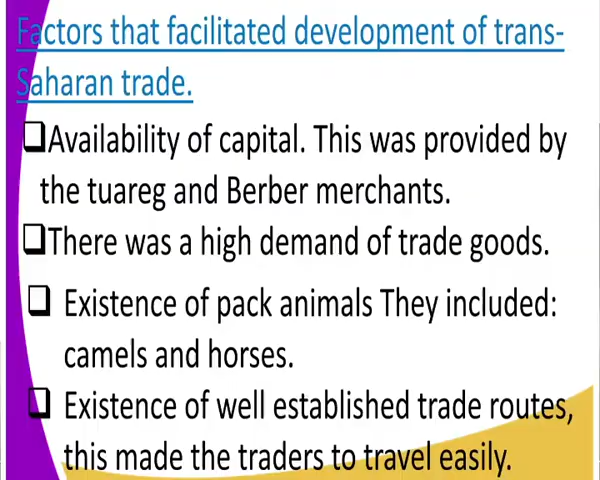 Factors that facilitated development of trans-
Saharan trade.
❑Availability of capital. This was provided by
the tuareg and Berber merchants.
❑There was a high demand of trade goods.
❑ Existence of pack animals They included:
camels and horses.
❑ Existence of well established trade routes,
this made the traders to travel easily.